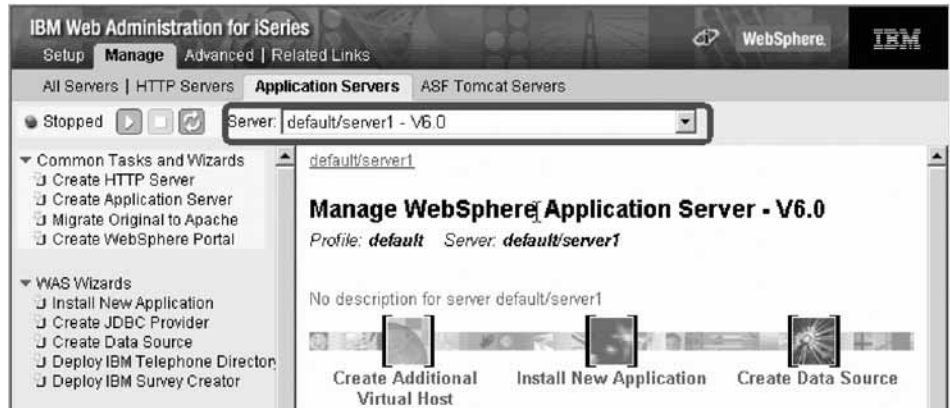 IBM Web Administration for iSeries
WebSphere.
IBM
Setup Manage Advanced | Related Links
All Servers | HTTP Servers Application Servers ASF Tomcat Servers
Stopped Server: default/server1 - V6.0
Common Tasks and Wizards
Create HTTP Server
Create Application Server
Migrate Original to Apache
Create WebSphere Portal
WAS Wizards
Install New Application
Create JDBC Provider
Create Data Source
Deploy IBM Telephone Directory
Deploy IBM Survey Creator
default/server1
Manage WebSphere Application Server - V6.0
Profile: default Server: default/server1
No description for server default/server1
Create Additional
Virtual Host
Install New Application
Create Data Source